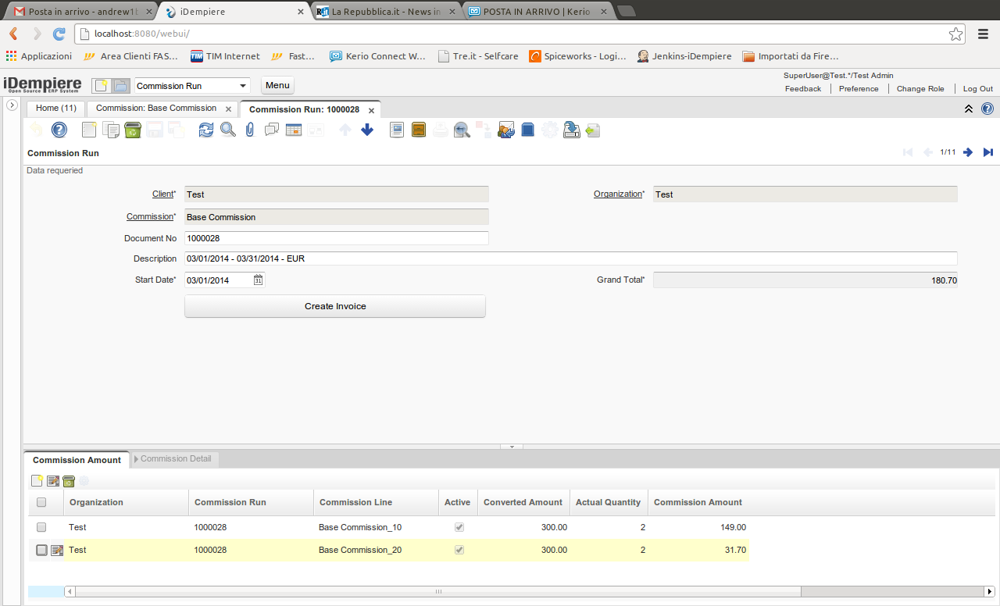 Posta in arrivo - andrew1b
iDempiere
La Repubblica.it - News in
POSTA IN ARRIVO | Kerio
localhost:8080/webui/
Applicazioni
Area Clienti FAS...
TIM Internet
Fast...
Kerio Connect W...
Tre.it - Selfcare
Spiceworks - Logi...
Jenkins-iDempiere
Importati da Fire...
iDempiere
Open Source ERP System
Commission Run
Menu
SuperUser@Test.*/Test Admin
Feedback | Preference | Change Role | Log Out
Home (11)
Commission: Base Commission
Commission Run: 1000028
Commission Run
1/11
Data requeried
Client* Test
Organization* Test
Commission* Base Commission
Document No 1000028
Description 03/01/2014 - 03/31/2014 - EUR
Start Date* 03/01/2014 31
Grand Total* 180.70
Create Invoice
Commission Amount
Commission Detail
Organization Commission Run Commission Line Active Converted Amount Actual Quantity Commission Amount
Test 1000028 Base Commission_10 300.00 2 149.00
Test 1000028 Base Commission_20 300.00 2 31.70